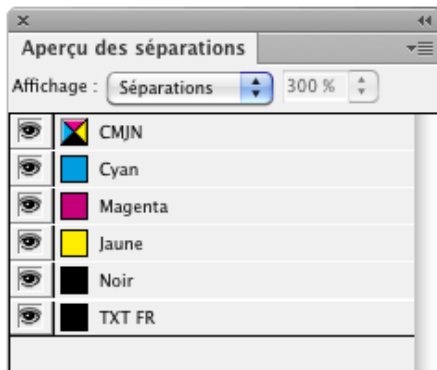 Aperçu des séparations
Affichage : Séparations 300 %
CMJN
Cyan
Magenta
Jaune
Noir
TXT FR